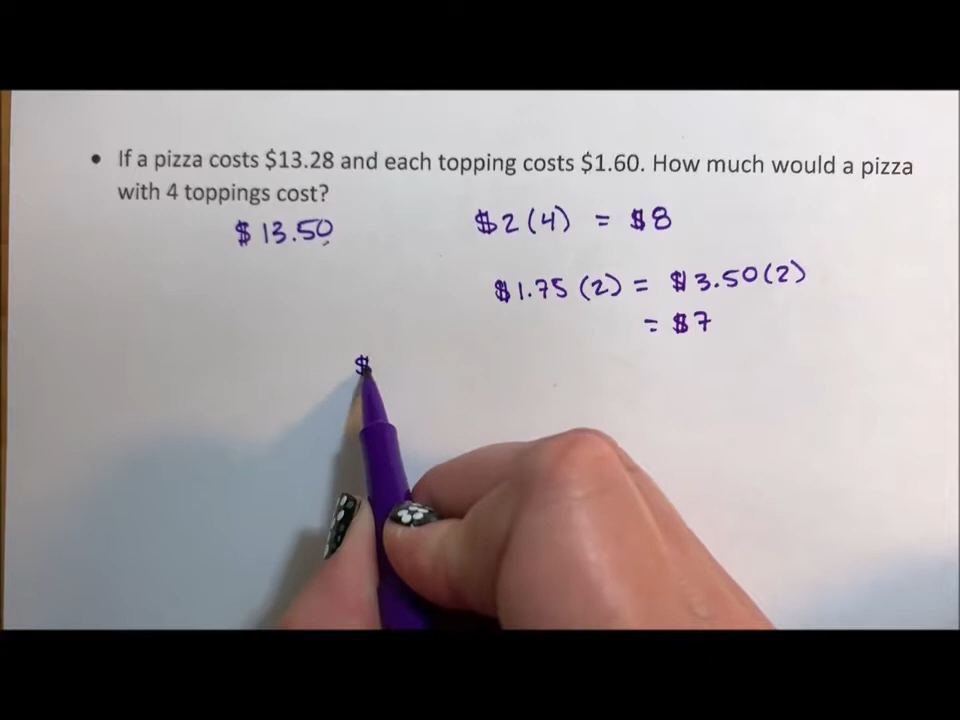 • If a pizza costs $13.28 and each topping costs $1.60. How much would a pizza
with 4 toppings cost?
$13.50
$2(4) = $8
$1.75(2) = $3.50(2)
= $7
$